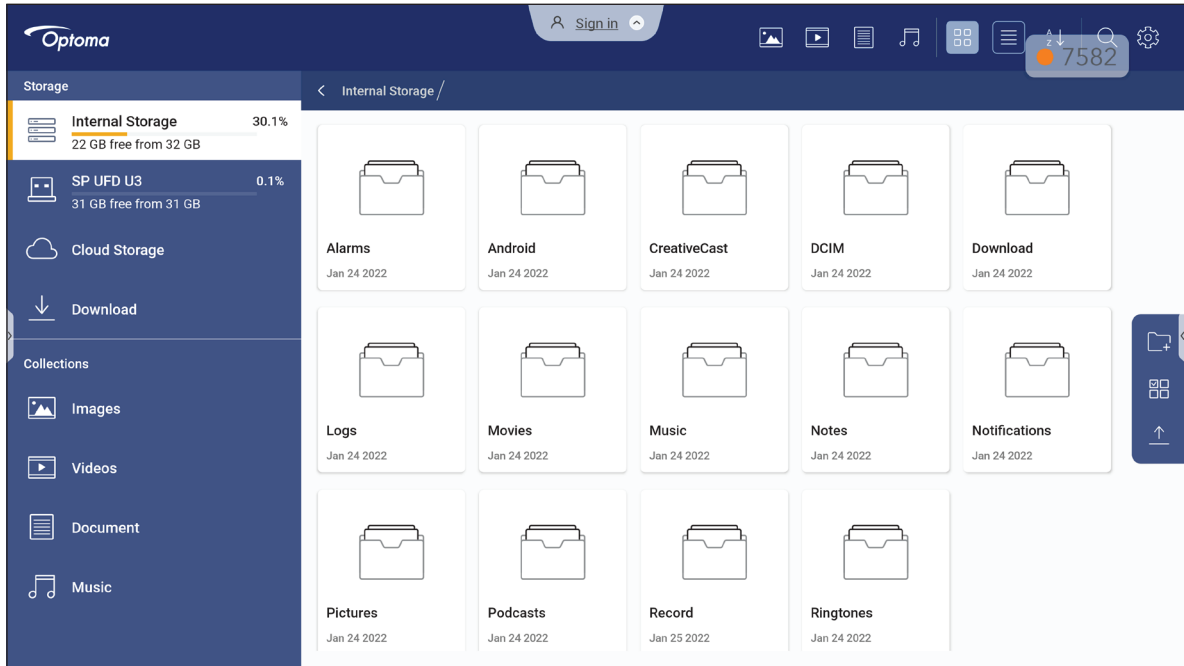 Optoma
Sign in
A
Z
7582
Storage
Internal Storage 30.1%
22 GB free from 32 GB
SP UFD U3 0.1%
31 GB free from 31 GB
Cloud Storage
Download
Collections
Images
Videos
Document
Music
Internal Storage /
Alarms
Jan 24 2022
Android
Jan 24 2022
CreativeCast
Jan 24 2022
DCIM
Jan 24 2022
Download
Jan 24 2022
Logs
Jan 24 2022
Movies
Jan 24 2022
Music
Jan 24 2022
Notes
Jan 24 2022
Notifications
Jan 24 2022
Pictures
Jan 24 2022
Podcasts
Jan 24 2022
Record
Jan 25 2022
Ringtones
Jan 24 2022